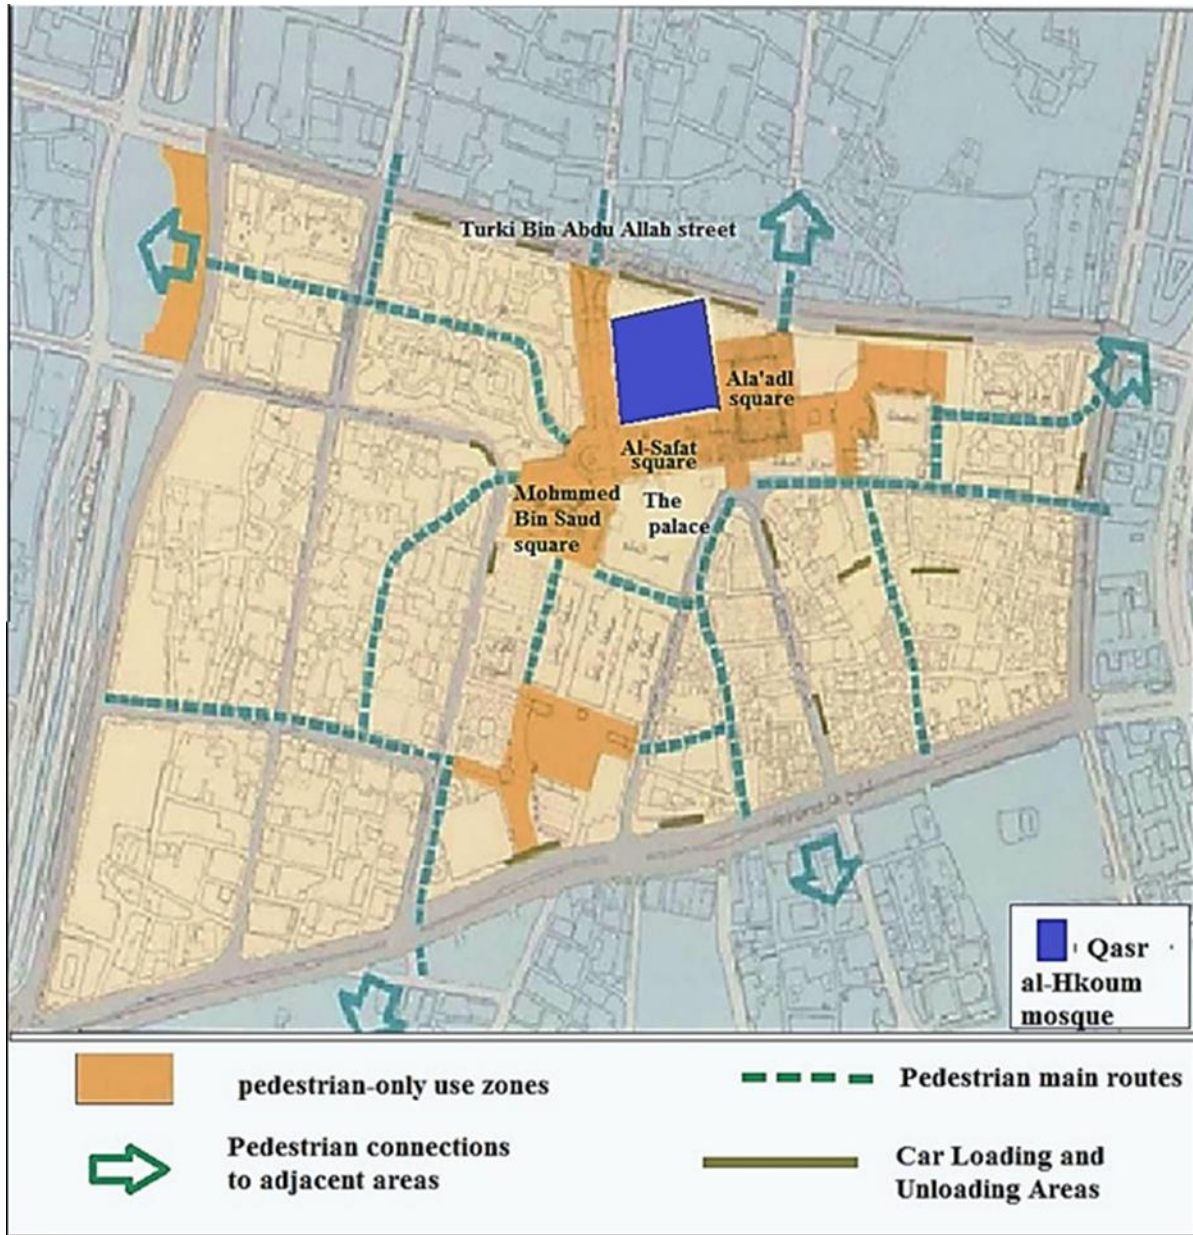 Turki Bin Abdu Allah street
Ala'adl
square
Al-Safat
square
Mohmmed
Bin Saud
square
The
palace
Qasr
al-Hkoum
mosque
pedestrian-only use zones
Pedestrian main routes
Pedestrian connections
to adjacent areas
Car Loading and
Unloading Areas